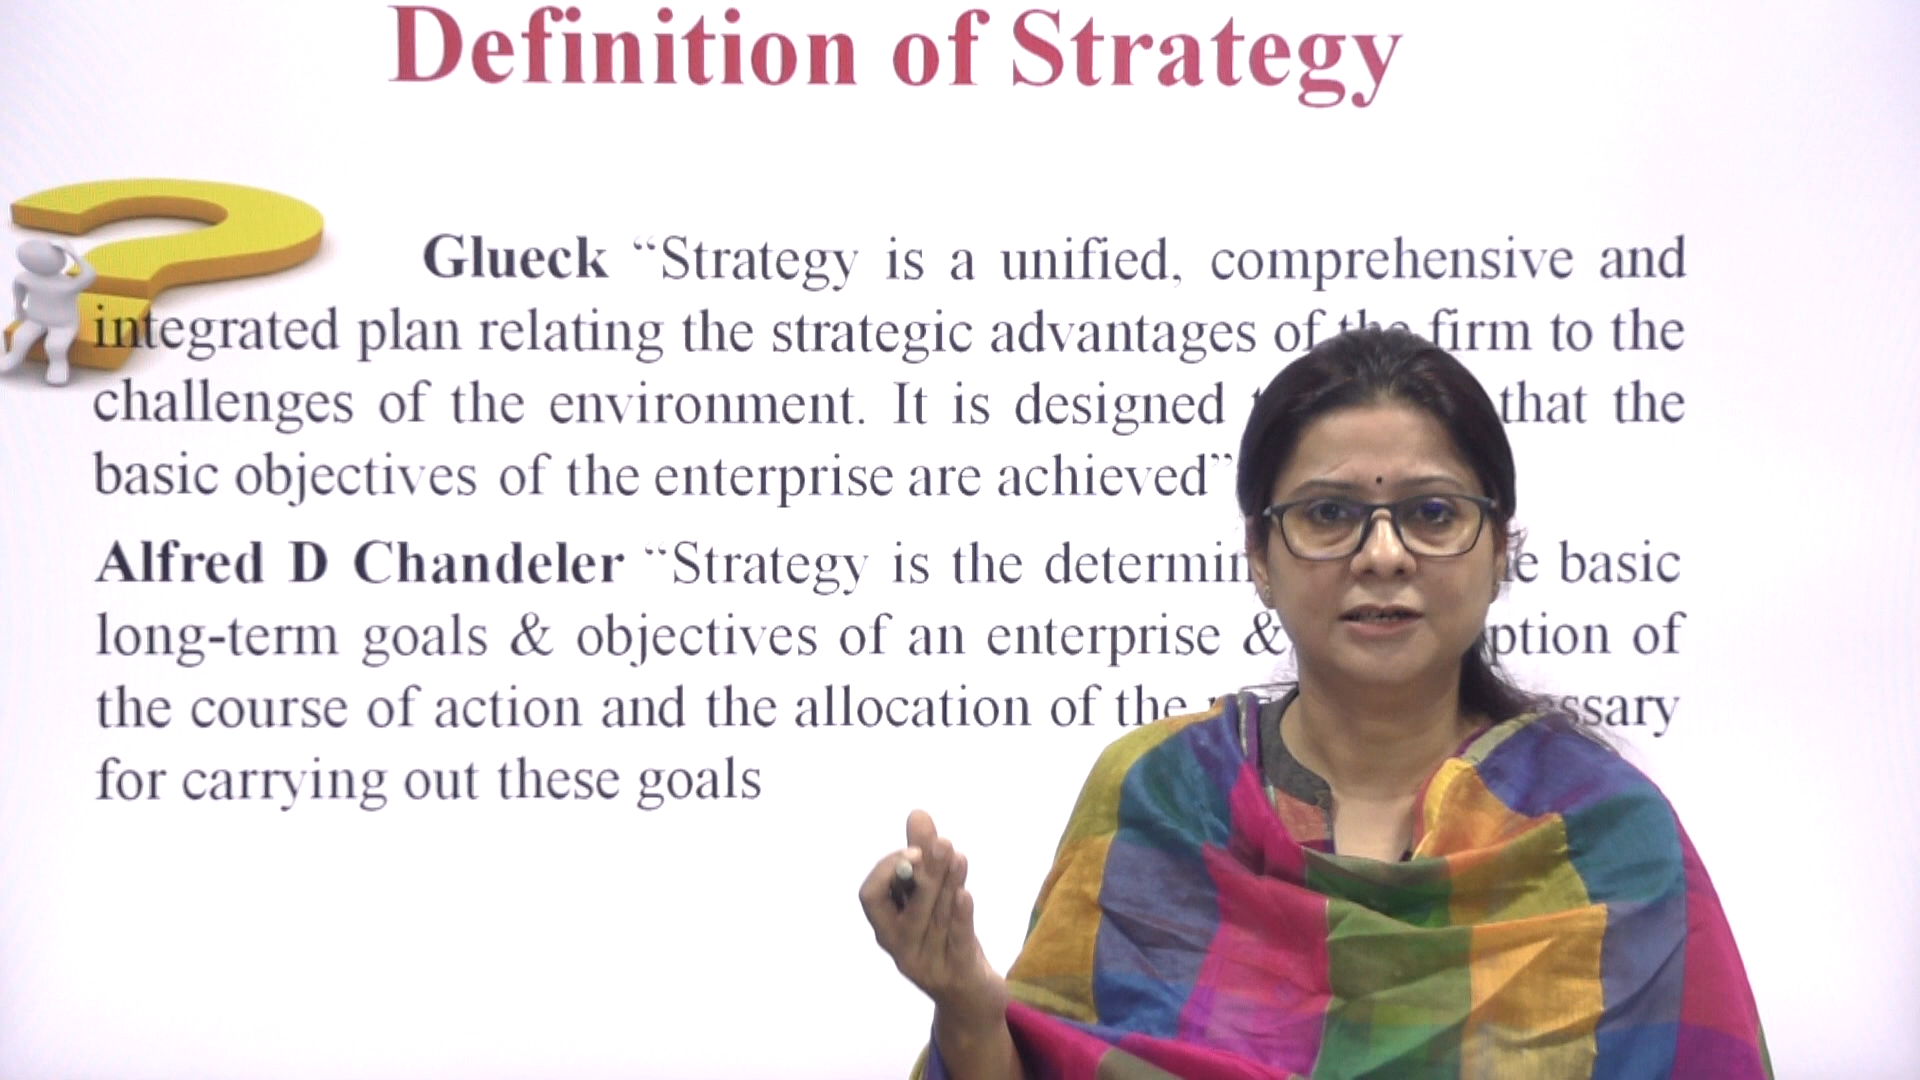 Definition of Strategy
Glueck “Strategy is a unified, comprehensive and
integrated plan relating the strategic advantages of the firm to the
challenges of the environment. It is designed that the
basic objectives of the enterprise are achieved”
Alfred D Chandeler “Strategy is the basic
long-term goals & objectives of an enterprise & of
the course of action and the allocation of the
for carrying out these goals